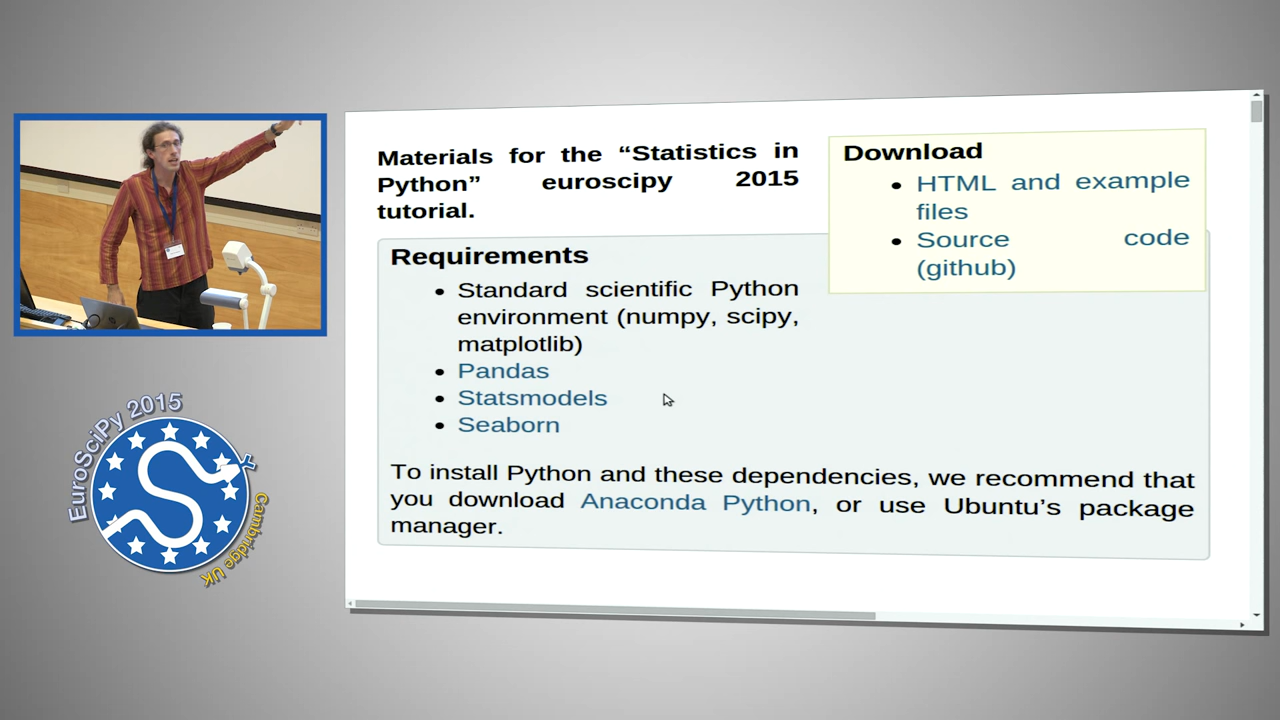 EuroSciPy 2015
Cambridge UK
Materials for the “Statistics in
Python” euroscipy 2015
tutorial.
Download
• HTML and example
files
• Source code
(github)
Requirements
• Standard scientific Python
environment (numpy, scipy,
matplotlib)
• Pandas
• Statsmodels
• Seaborn
To install Python and these dependencies, we recommend that
you download Anaconda Python, or use Ubuntu’s package
manager.